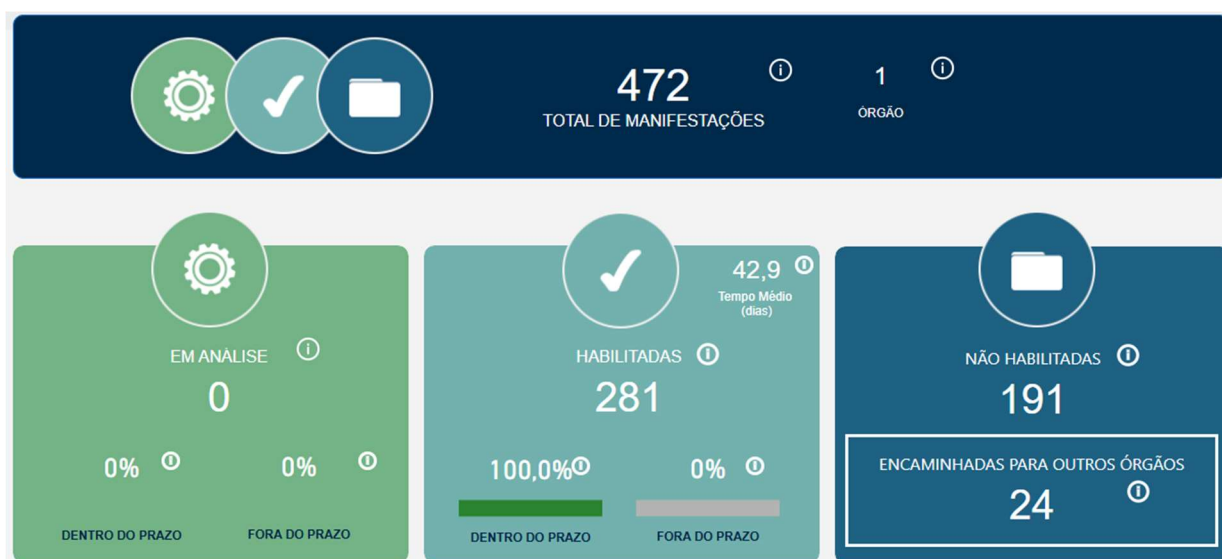 472
TOTAL DE MANIFESTAÇÕES
1
ÓRGÃO
EM ANÀLISE
0
0%
0%
DENTRO DO PRAZO
FORA DO PRAZO
42,9
Tempo Médio
(dias)
HABILITADAS
281
100,0%
0%
DENTRO DO PRAZO
FORA DO PRAZO
NÃO HABILITADAS
191
ENCAMINHADAS PARA OUTROS ÓRGÃOS
24